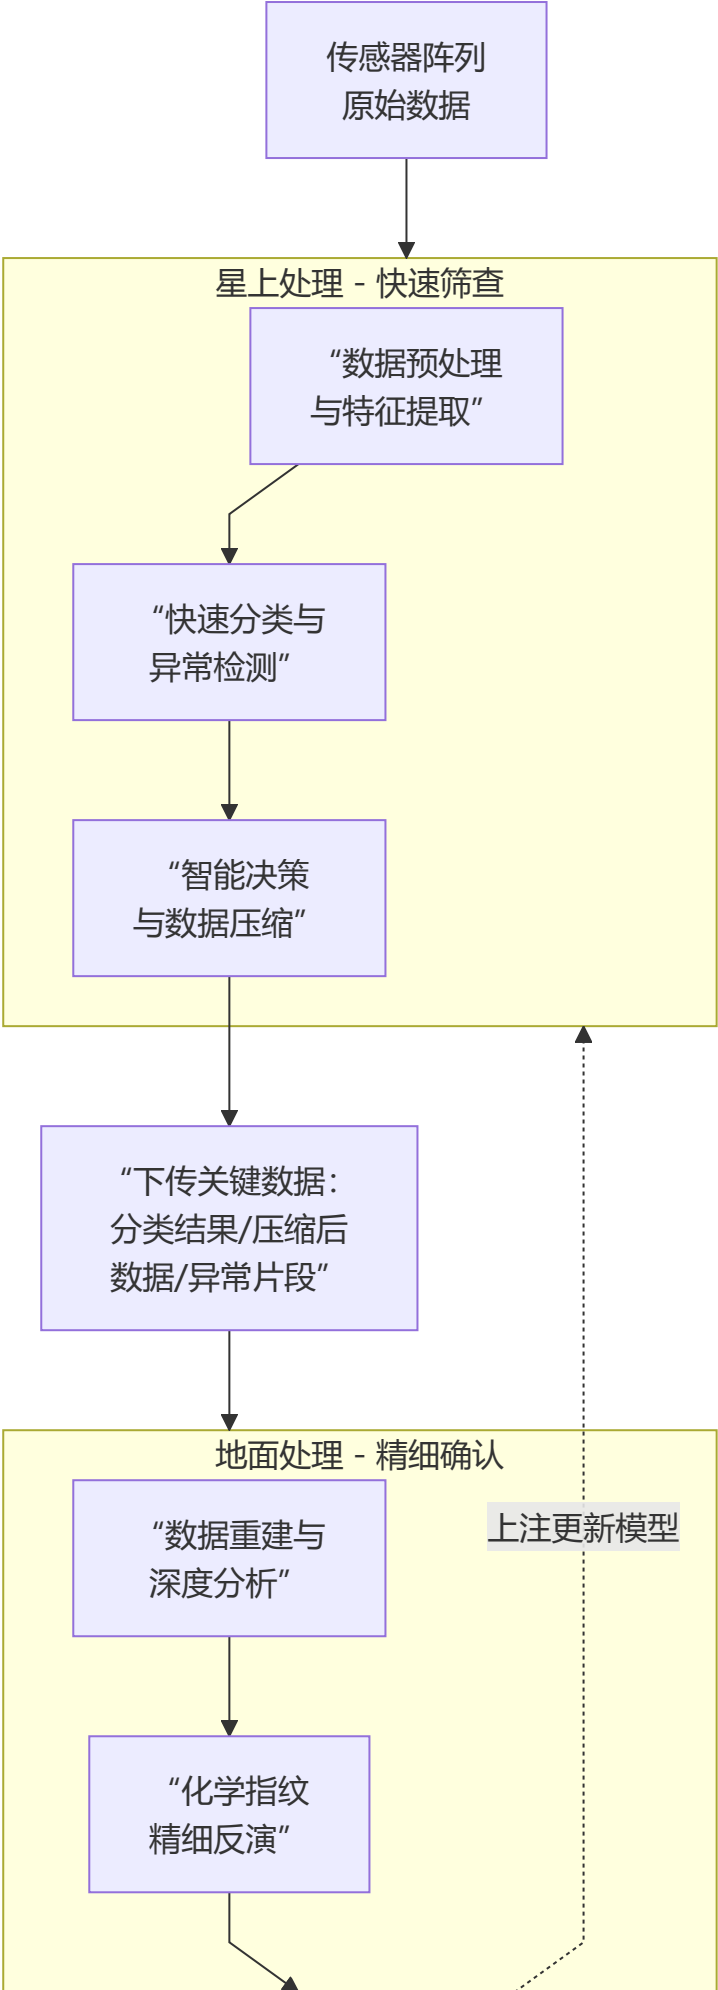 传感器阵列
原始数据
星上处理 - 快速筛查
“数据预处理
与特征提取”
“快速分类与
异常检测”
“智能决策
与数据压缩”
“下传关键数据：
分类结果/压缩后
数据/异常片段”
地面处理 - 精细确认
“数据重建与
深度分析”
上注更新模型
“化学指纹
精细反演”